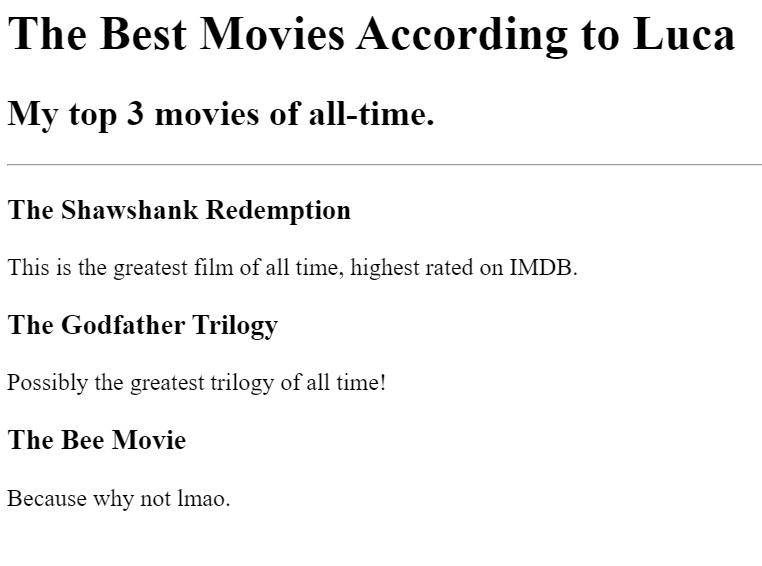 The Best Movies According to Luca
My top 3 movies of all-time.
The Shawshank Redemption
This is the greatest film of all time, highest rated on IMDB.
The Godfather Trilogy
Possibly the greatest trilogy of all time!
The Bee Movie
Because why not lmao.